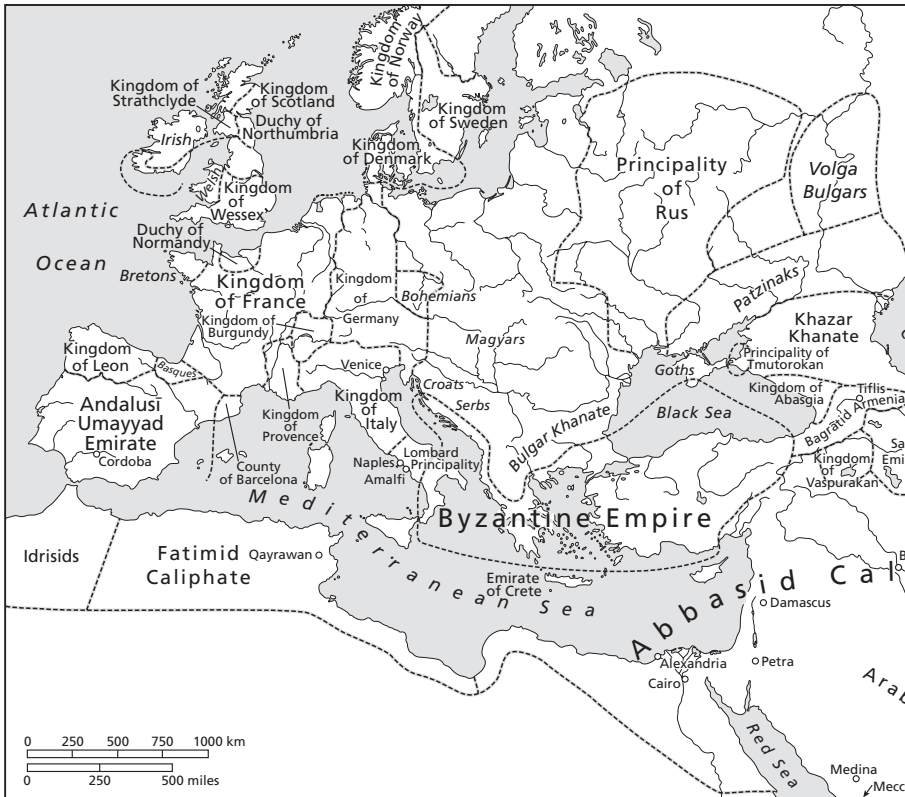 Kingdom
of Norway
Kingdom of
Strathclyde
Kingdom
of Scotland
Duchy of
Northumbria
Irish
Kingdom
of Sweden
Kingdom
of Denmark
Welsh
Kingdom
of
Wessex
Principality
of
Rus
Volga
Bulgars
Atlantic
Ocean
Duchy of
Normandy
Bretons
Kingdom
of France
Kingdom
of
Germany
Bohemians
Kingdom of
Burgundy
Magyars
Patzinaks
Khazar
Khanate
Principality of
Tmutorokan
Goths
Kingdom
of Leon
Basques
Venice
Croats
Serbs
Kingdom of
Abasgia
Tiflis
Bagratid Armenia
Black Sea
Bulgar Khanate
Andalusī
Umayyad
Emirate
Cordoba
Kingdom
of
Provence
Kingdom
of
Italy
County
of Barcelona
Naples
Amalfi
Lombard
Principality
Kingdom
of
Vaspurakan
Sa
Emi
Mediterranean Sea
Byzantine Empire
Idrisids
Fatimid
Caliphate
Qayrawan
Emirate
of Crete
Abbasid Cal
B
Damascus
Alexandria
Cairo
Petra
Arab
Red Sea
Medina
Mecc
0 250 500 750 1000 km
0 250 500 miles